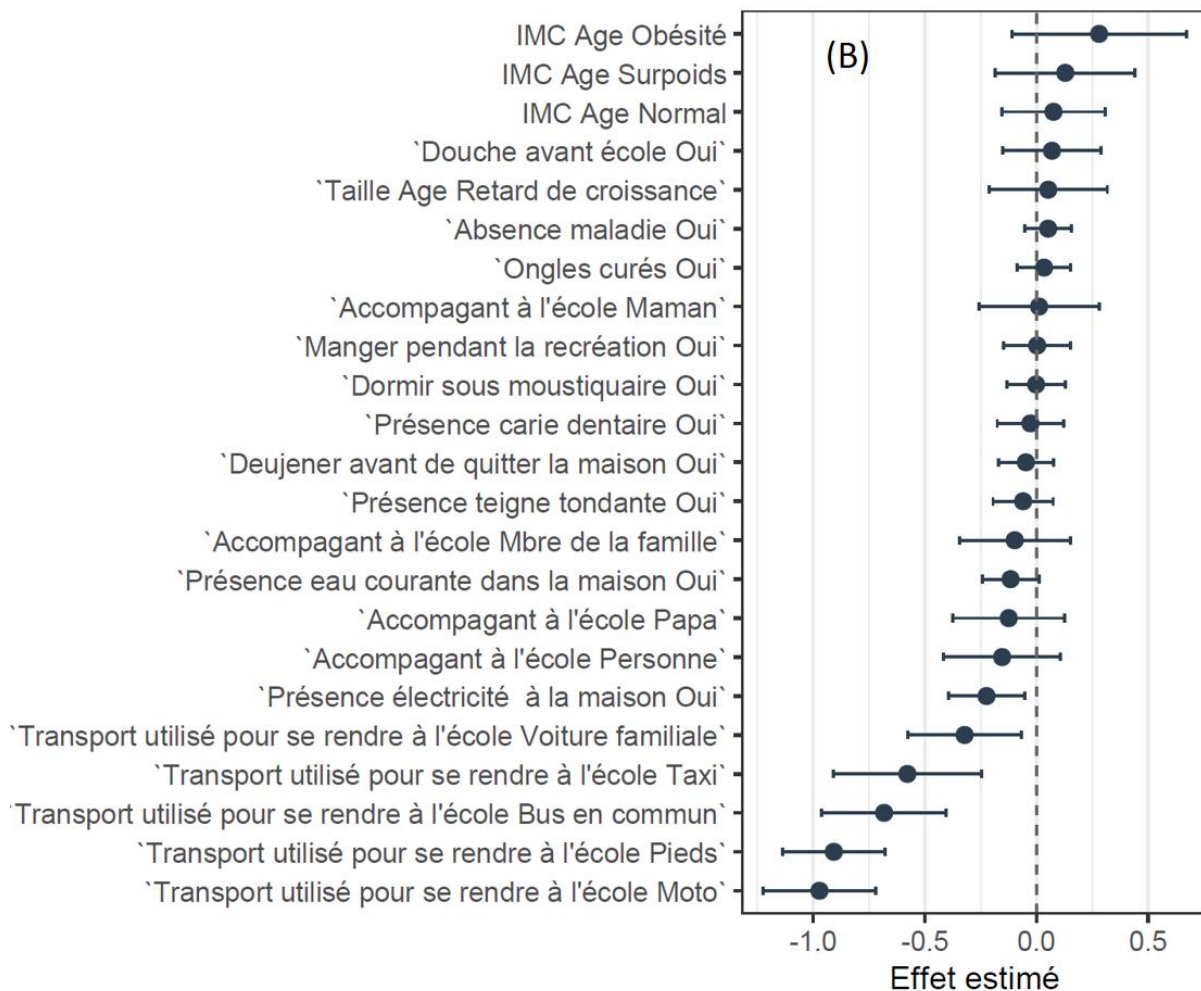 IMC Age Obésité
(B)
IMC Age Surpoids
IMC Age Normal
`Douche avant école Oui`
`Taille Age Retard de croissance`
`Absence maladie Oui`
`Ongles curés Oui`
`Accompagant à l'école Maman`
`Manger pendant la recréation Oui`
`Dormir sous moustiquaire Oui`
`Présence carie dentaire Oui`
`Deujener avant de quitter la maison Oui`
`Présence teigne tondante Oui`
`Accompagant à l'école Mbre de la famille`
`Présence eau courante dans la maison Oui`
`Accompagant à l'école Papa`
`Accompagant à l'école Personne`
`Présence électricité  à la maison Oui`
`Transport utilisé pour se rendre à l'école Voiture familiale`
`Transport utilisé pour se rendre à l'école Taxi`
`Transport utilisé pour se rendre à l'école Bus en commun`
`Transport utilisé pour se rendre à l'école Pieds`
`Transport utilisé pour se rendre à l'école Moto`
-1.0 -0.5 0.0 0.5
Effet estimé